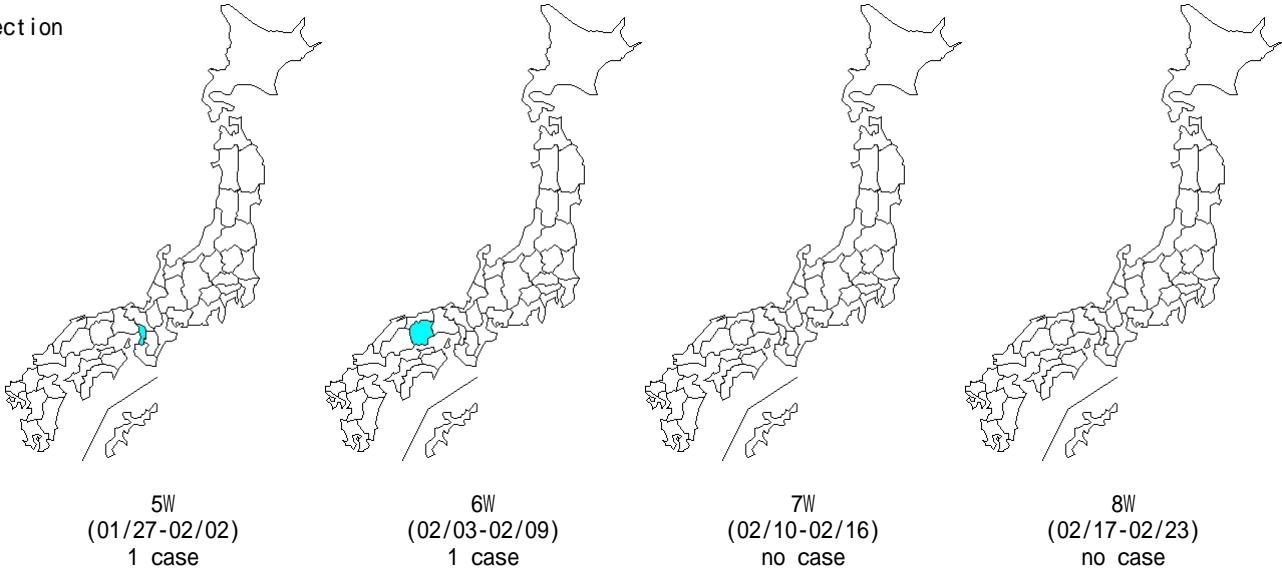 ection
5W
(01/27-02/02)
1 case
6W
(02/03-02/09)
1 case
7W
(02/10-02/16)
no case
8W
(02/17-02/23)
no case